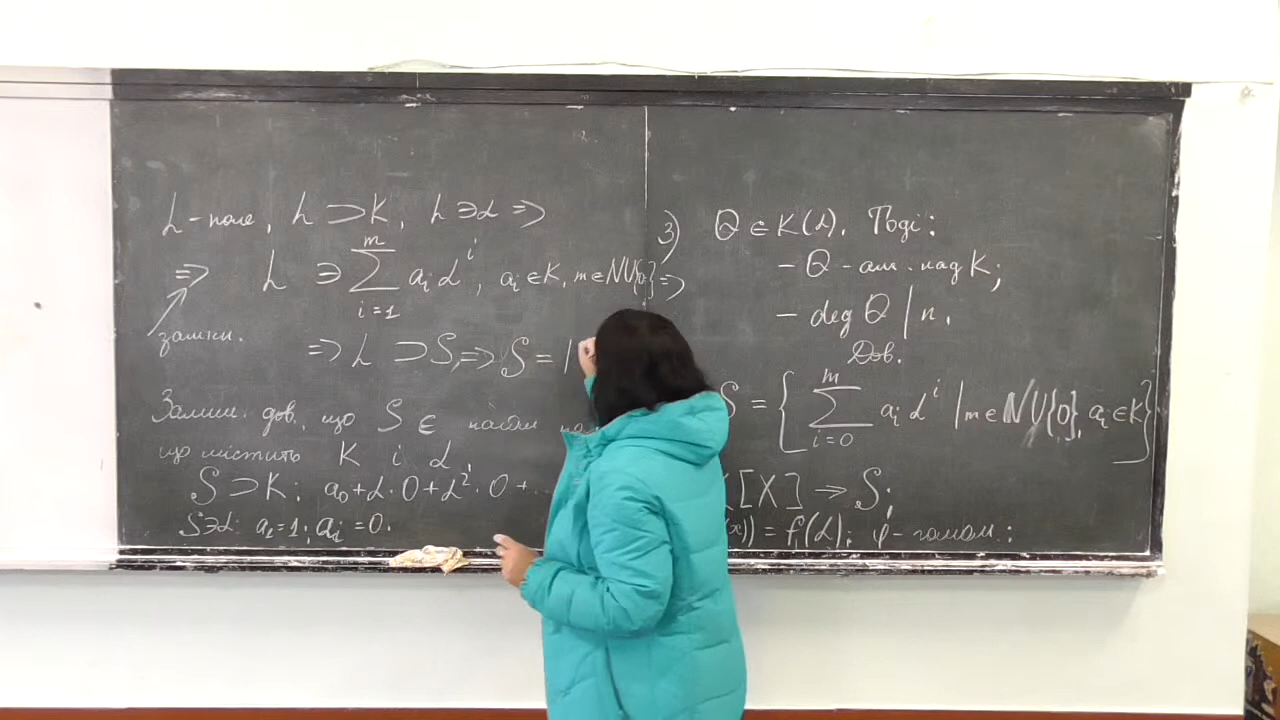 L - поле, L ⊃ K, L ∋ α ⇒
⇒ L ∋ ∑_{i=1}^{m} a_i α^i, a_i ∈ K, m ∈ ℕ∪{0} ⇒
замкн.
⇒ L ⊃ S, ⇒ S =
Залиш. дов., що S є
що містить K і α
S ⊃ K: a_0 + α·0 + α²·0 + ...
S ∋ α: a_1 = 1; a_i = 0.
3) Θ ∈ K(α). Тоді:
- Θ - алг. над K;
- deg Θ | n.
Дов.
S = { ∑_{i=0}^{m} a_i α^i | m ∈ ℕ∪{0}, a_i ∈ K }
[X] → S;
(x)) = f(α); φ - гомом.: